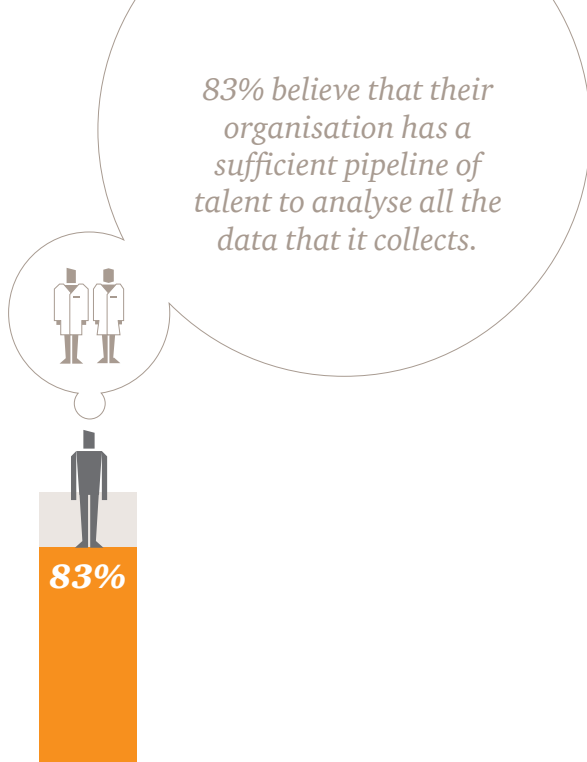 83% believe that their
organisation has a
sufficient pipeline of
talent to analyse all the
data that it collects.
83%